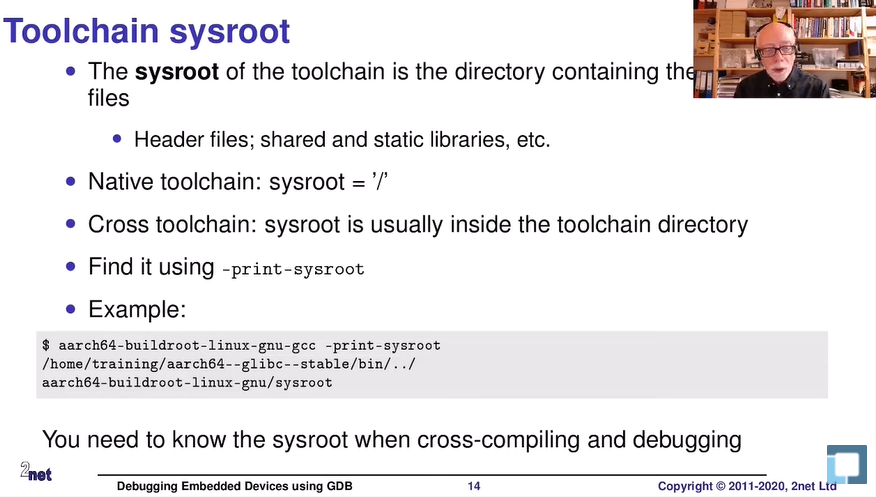 Toolchain sysroot
• The sysroot of the toolchain is the directory containing the
files
• Header files; shared and static libraries, etc.
• Native toolchain: sysroot = '/'
• Cross toolchain: sysroot is usually inside the toolchain directory
• Find it using -print-sysroot
• Example:
$ aarch64-buildroot-linux-gnu-gcc -print-sysroot
/home/training/aarch64--glibc--stable/bin/../
aarch64-buildroot-linux-gnu/sysroot
You need to know the sysroot when cross-compiling and debugging
2net
Debugging Embedded Devices using GDB
14
Copyright © 2011-2020, 2net Ltd